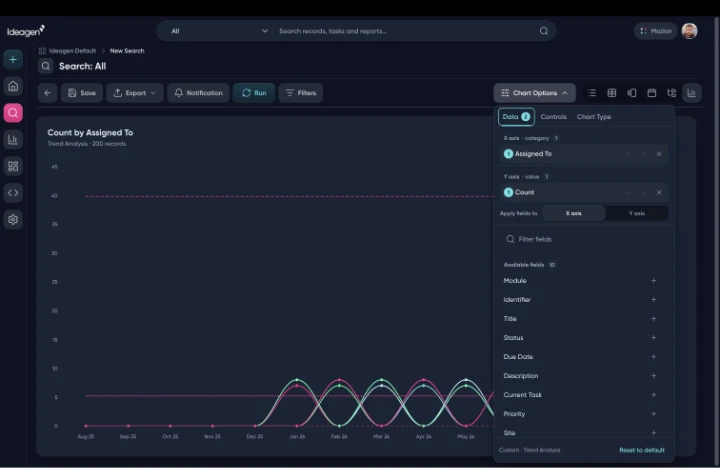 Ideagen
All
Search records, tasks and reports...
Mazlan
Ideagen Default > New Search
Search: All
Save
Export
Notification
Run
Filters
Chart Options
Count by Assigned To
Trend Analysis · 200 records
45
40
35
30
25
20
15
10
5
0
Aug 25
Sep 25
Oct 25
Nov 25
Dec 25
Jan 26
Feb 26
Mar 26
Apr 26
May 26
Data 2
Controls
Chart Type
X axis · category 1
1 Assigned To
Y axis · value 1
1 Count
Apply fields to
X axis
Y axis
Filter fields
Available fields 10
Module
Identifier
Title
Status
Due Date
Description
Current Task
Priority
Site
Custom · Trend Analysis
Reset to default